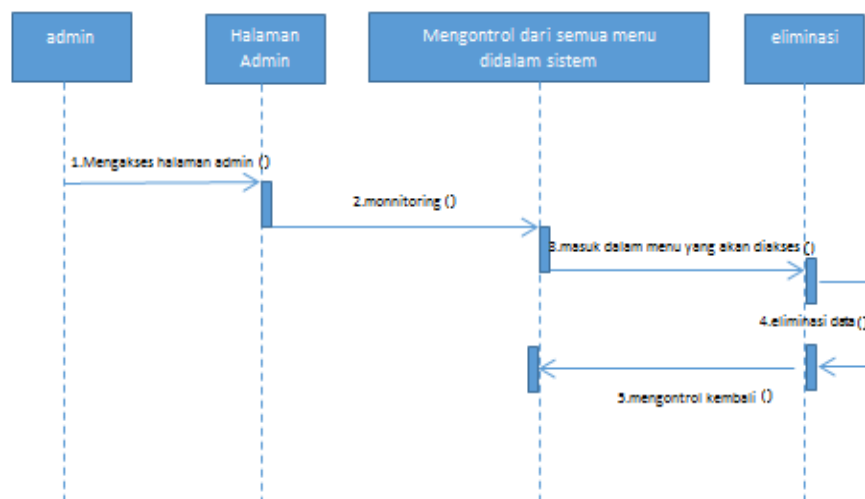 admin
Halaman
Admin
Mengontrol dari semua menu
didalam sistem
eliminasi
1.Mengakses halaman admin ()
2.monnitoring ()
3.masuk dalam menu yang akan diakses ()
4.eliminasi data ()
5.mengontrol kembali ()